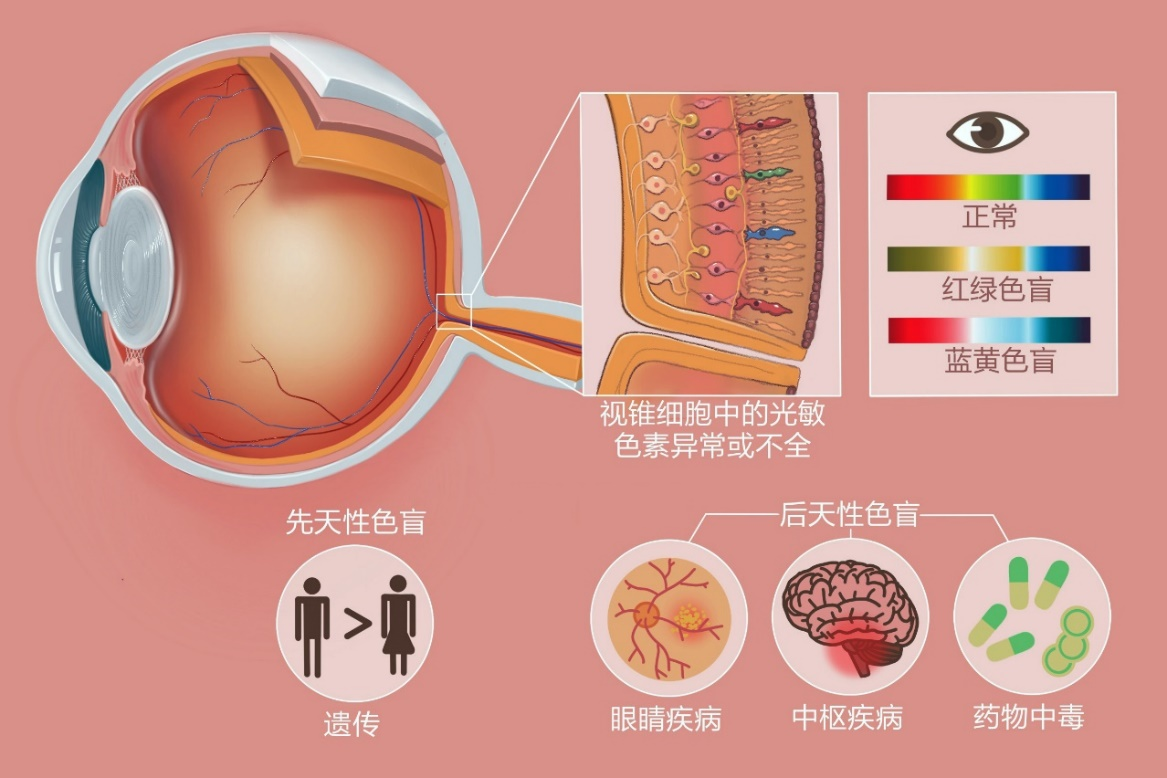 正常
红绿色盲
蓝黄色盲
视锥细胞中的光敏
色素异常或不全
先天性色盲
遗传
后天性色盲
眼睛疾病
中枢疾病
药物中毒